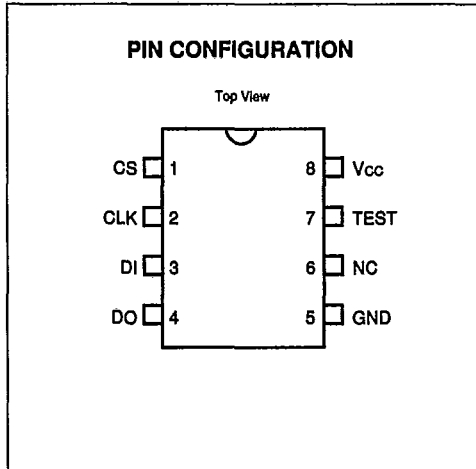 PIN CONFIGURATION
Top View
CS 1 8 Vcc
CLK 2 7 TEST
DI 3 6 NC
DO 4 5 GND